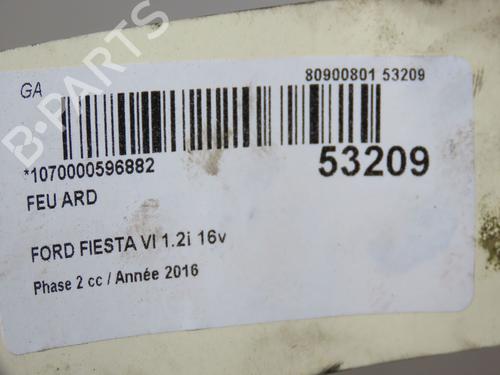 GA
80900801 53209
*1070000596882
53209
FEU ARD
FORD FIESTA VI 1.2i 16v
Phase 2 cc / Année 2016
B-PARTS